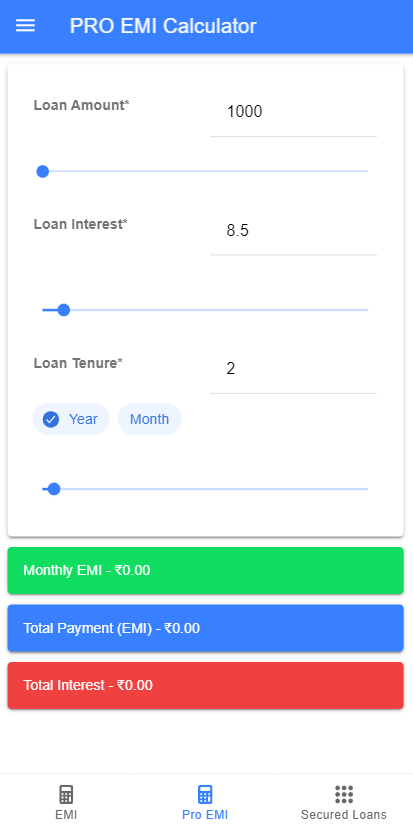 PRO EMI Calculator
Loan Amount*
1000
Loan Interest*
8.5
Loan Tenure*
2
Year Month
Monthly EMI - ₹0.00
Total Payment (EMI) - ₹0.00
Total Interest - ₹0.00
EMI Pro EMI Secured Loans